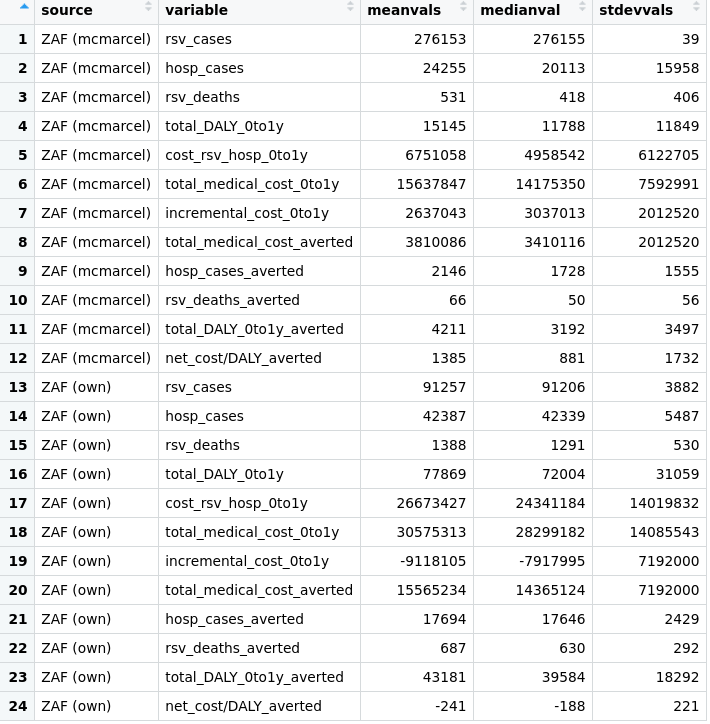 source variable meanvals medianval stdevvals
1 ZAF (mcmarcel) rsv_cases 276153 276155 39
2 ZAF (mcmarcel) hosp_cases 24255 20113 15958
3 ZAF (mcmarcel) rsv_deaths 531 418 406
4 ZAF (mcmarcel) total_DALY_0to1y 15145 11788 11849
5 ZAF (mcmarcel) cost_rsv_hosp_0to1y 6751058 4958542 6122705
6 ZAF (mcmarcel) total_medical_cost_0to1y 15637847 14175350 7592991
7 ZAF (mcmarcel) incremental_cost_0to1y 2637043 3037013 2012520
8 ZAF (mcmarcel) total_medical_cost_averted 3810086 3410116 2012520
9 ZAF (mcmarcel) hosp_cases_averted 2146 1728 1555
10 ZAF (mcmarcel) rsv_deaths_averted 66 50 56
11 ZAF (mcmarcel) total_DALY_0to1y_averted 4211 3192 3497
12 ZAF (mcmarcel) net_cost/DALY_averted 1385 881 1732
13 ZAF (own) rsv_cases 91257 91206 3882
14 ZAF (own) hosp_cases 42387 42339 5487
15 ZAF (own) rsv_deaths 1388 1291 530
16 ZAF (own) total_DALY_0to1y 77869 72004 31059
17 ZAF (own) cost_rsv_hosp_0to1y 26673427 24341184 14019832
18 ZAF (own) total_medical_cost_0to1y 30575313 28299182 14085543
19 ZAF (own) incremental_cost_0to1y -9118105 -7917995 7192000
20 ZAF (own) total_medical_cost_averted 15565234 14365124 7192000
21 ZAF (own) hosp_cases_averted 17694 17646 2429
22 ZAF (own) rsv_deaths_averted 687 630 292
23 ZAF (own) total_DALY_0to1y_averted 43181 39584 18292
24 ZAF (own) net_cost/DALY_averted -241 -188 221